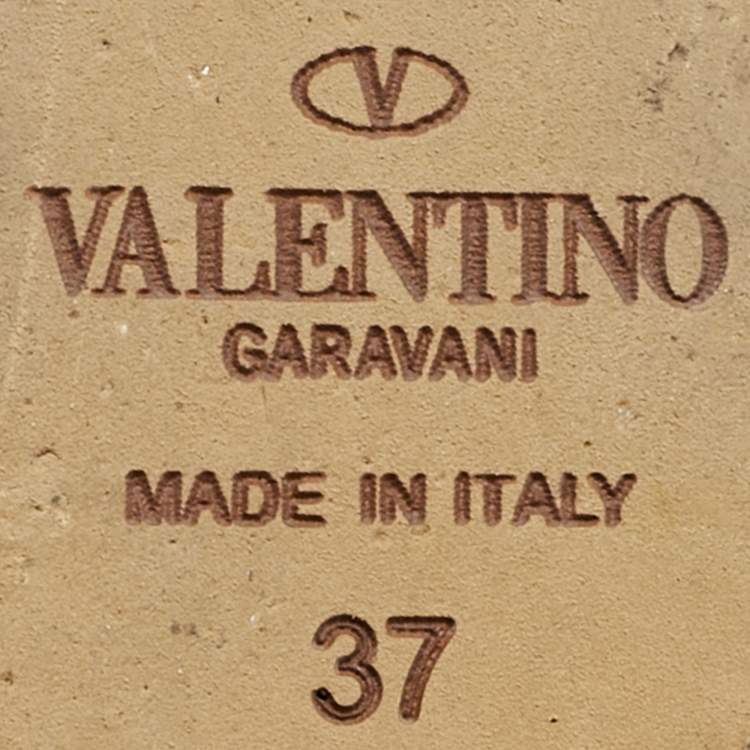 V
VALENTINO
GARAVANI
MADE IN ITALY
37